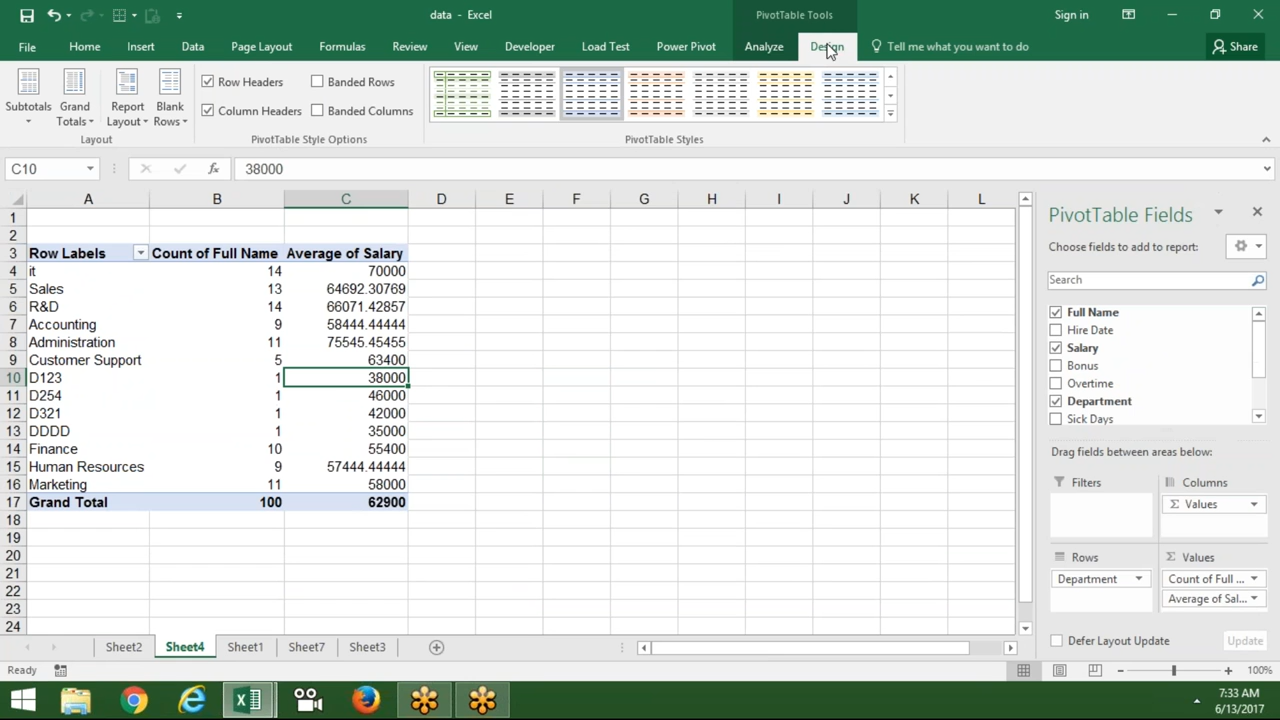 data - Excel
PivotTable Tools
Sign in
File
Home
Insert
Data
Page Layout
Formulas
Review
View
Developer
Load Test
Power Pivot
Analyze
Design
Tell me what you want to do
Share
Subtotals
Grand Totals
Report Layout
Blank Rows
Row Headers
Banded Rows
Column Headers
Banded Columns
Layout
PivotTable Style Options
PivotTable Styles
C10
fx
38000
A B C D E F G H I J K L
1
2
3 Row Labels Count of Full Name Average of Salary
4 it 14 70000
5 Sales 13 64692.30769
6 R&D 14 66071.42857
7 Accounting 9 58444.44444
8 Administration 11 75545.45455
9 Customer Support 5 63400
10 D123 1 38000
11 D254 1 46000
12 D321 1 42000
13 DDDD 1 35000
14 Finance 10 55400
15 Human Resources 9 57444.44444
16 Marketing 11 58000
17 Grand Total 100 62900
18
19
20
21
22
23
24
PivotTable Fields
Choose fields to add to report:
Search
Full Name
Hire Date
Salary
Bonus
Overtime
Department
Sick Days
Drag fields between areas below:
Filters
Columns
Σ Values
Rows
Σ Values
Department
Count of Full ...
Average of Sal...
Defer Layout Update
Update
Sheet2
Sheet4
Sheet1
Sheet7
Sheet3
Ready
100%
7:33 AM
6/13/2017